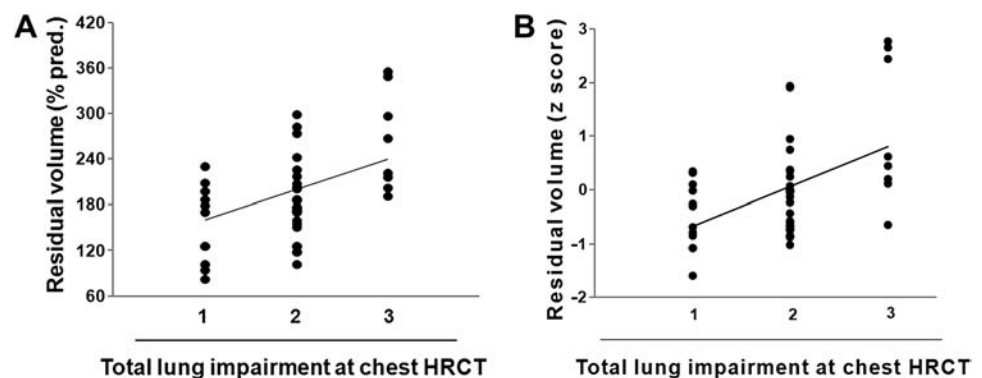 A
Residual volume (% pred.)
420
360
300
240
180
120
60
1 2 3
Total lung impairment at chest HRCT
B
Residual volume (z score)
3
2
1
0
-1
-2
1 2 3
Total lung impairment at chest HRCT